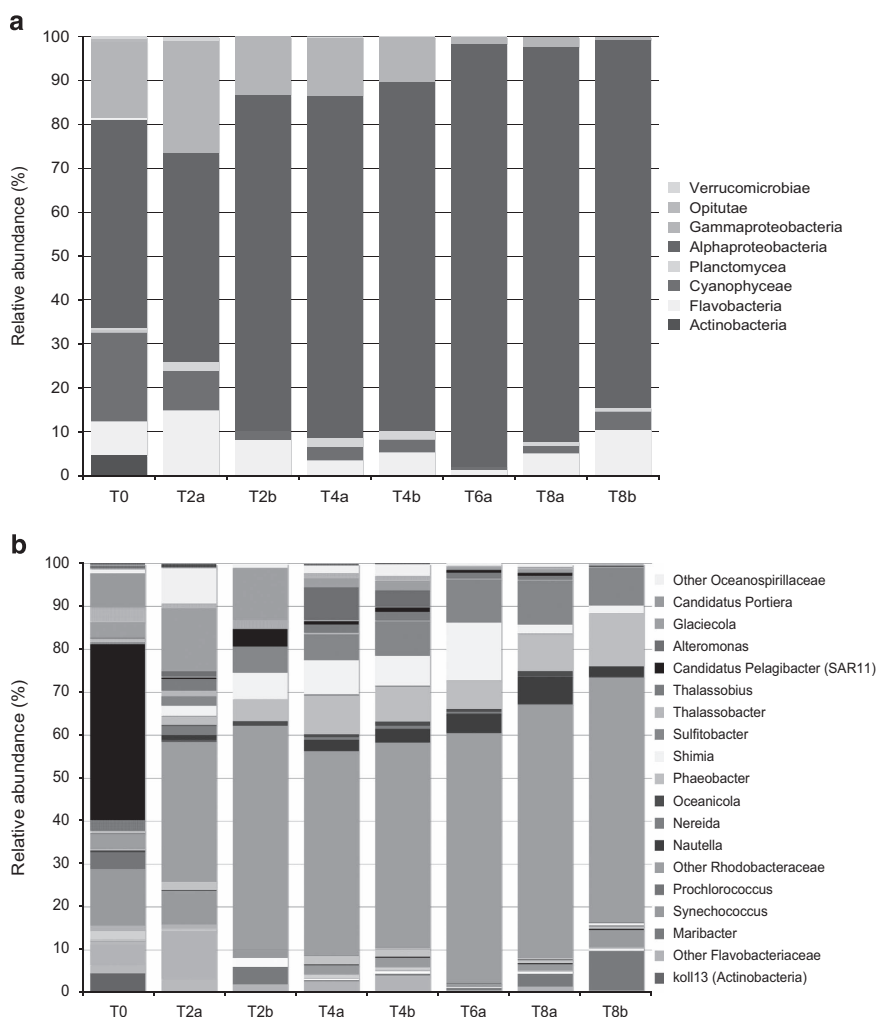 a
100
90
80
70
60
50
40
30
20
10
0
Relative abundance (%)
T0 T2a T2b T4a T4b T6a T8a T8b
Verrucomicrobiae
Opitutae
Gammaproteobacteria
Alphaproteobacteria
Planctomycea
Cyanophyceae
Flavobacteria
Actinobacteria
b
100
90
80
70
60
50
40
30
20
10
0
Relative abundance (%)
T0 T2a T2b T4a T4b T6a T8a T8b
Other Oceanospirillaceae
Candidatus Portiera
Glaciecola
Alteromonas
Candidatus Pelagibacter (SAR11)
Thalassobius
Thalassobacter
Sulfitobacter
Shimia
Phaeobacter
Oceanicola
Nereida
Nautella
Other Rhodobacteraceae
Prochlorococcus
Synechococcus
Maribacter
Other Flavobacteriaceae
koll13 (Actinobacteria)